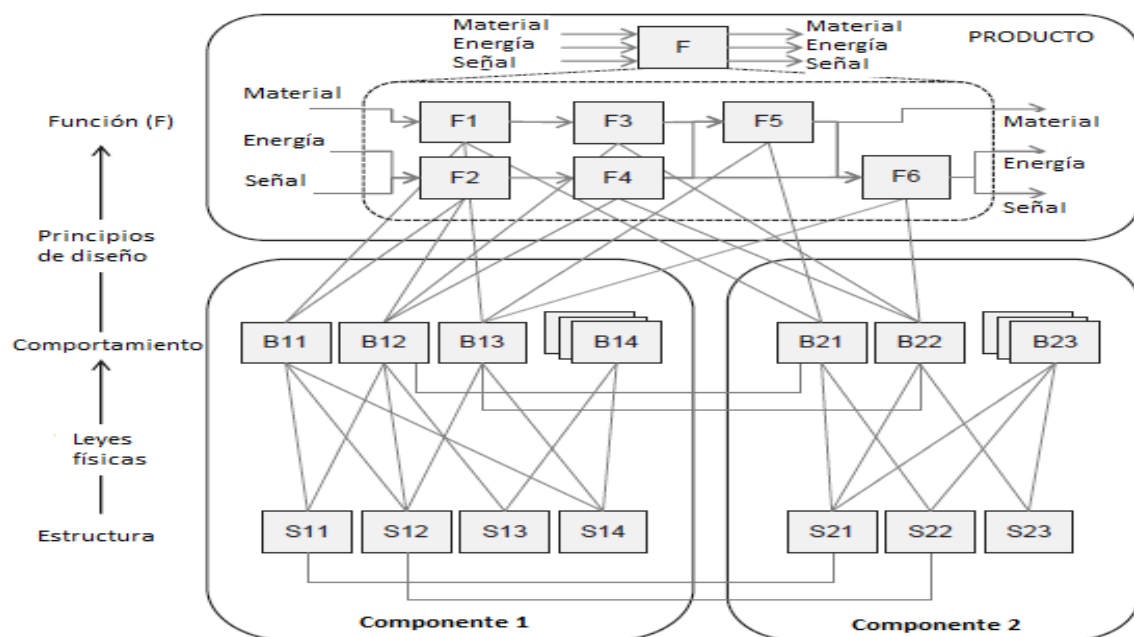 Material
Energía
Señal
F
Material
Energía
Señal
PRODUCTO
Material
Energía
Señal
F1
F3
F5
F2
F4
F6
Material
Energía
Señal
Función (F)
Principios
de diseño
Comportamiento
Leyes
físicas
Estructura
B11
B12
B13
B14
B21
B22
B23
S11
S12
S13
S14
S21
S22
S23
Componente 1
Componente 2